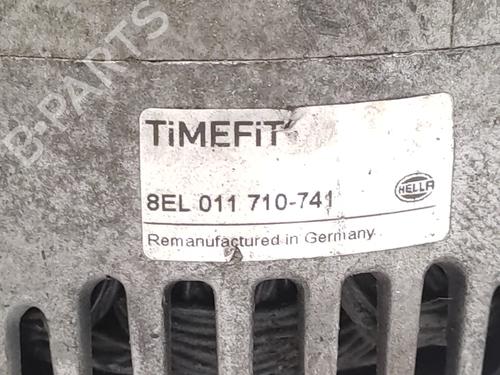 B-PARTS
TiMEFiT
8EL 011 710-741
HELLA
Remanufactured in Germany